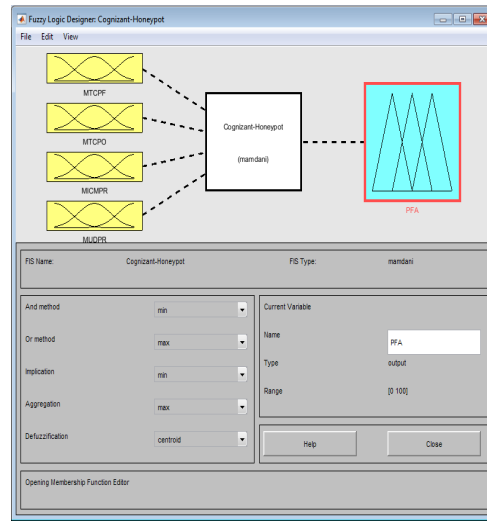 Fuzzy Logic Designer: Cognizant-Honeypot
File Edit View
MTCPF
MTCPO
MICMPR
MUDPR
Cognizant-Honeypot
(mamdani)
PFA
FIS Name: Cognizant-Honeypot FIS Type: mamdani
And method min
Or method max
Implication min
Aggregation max
Defuzzification centroid
Current Variable
Name PFA
Type output
Range [0 100]
Help Close
Opening Membership Function Editor